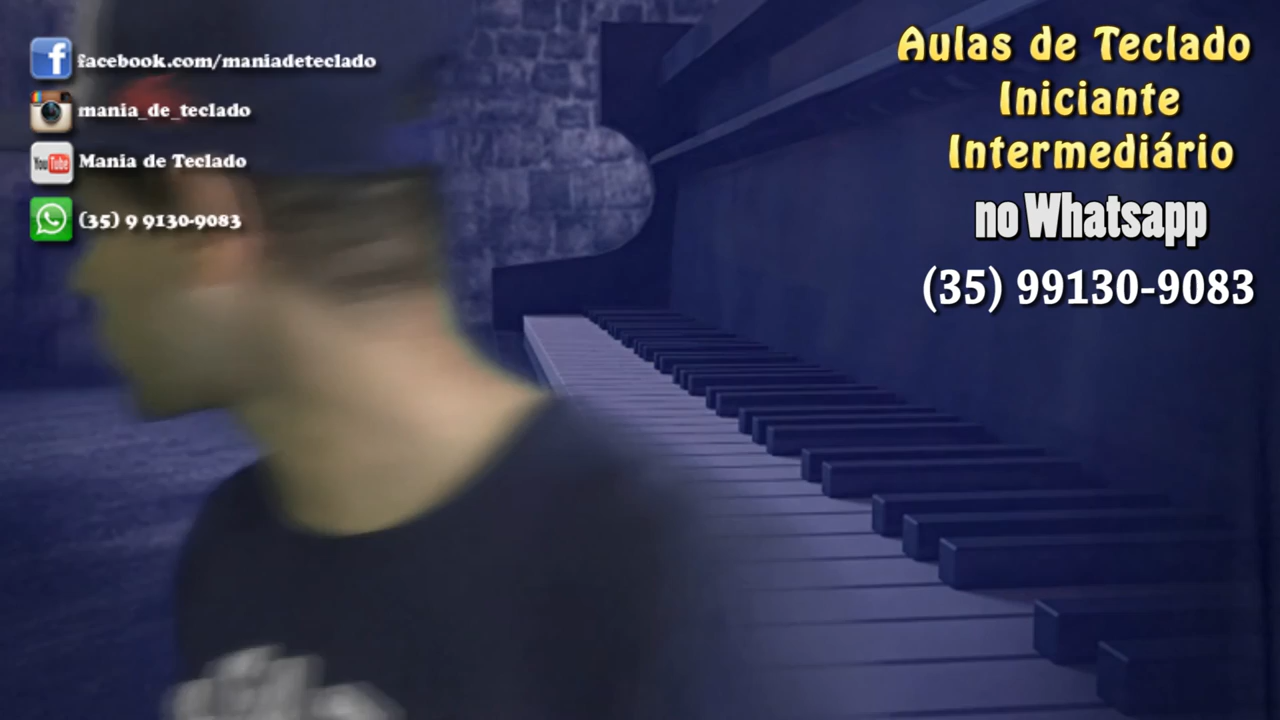 facebook.com/maniadeteclado
mania_de_teclado
You Tube
Mania de Teclado
(35) 9 9130-9083
Aulas de Teclado
Iniciante
Intermediário
no Whatsapp
(35) 99130-9083